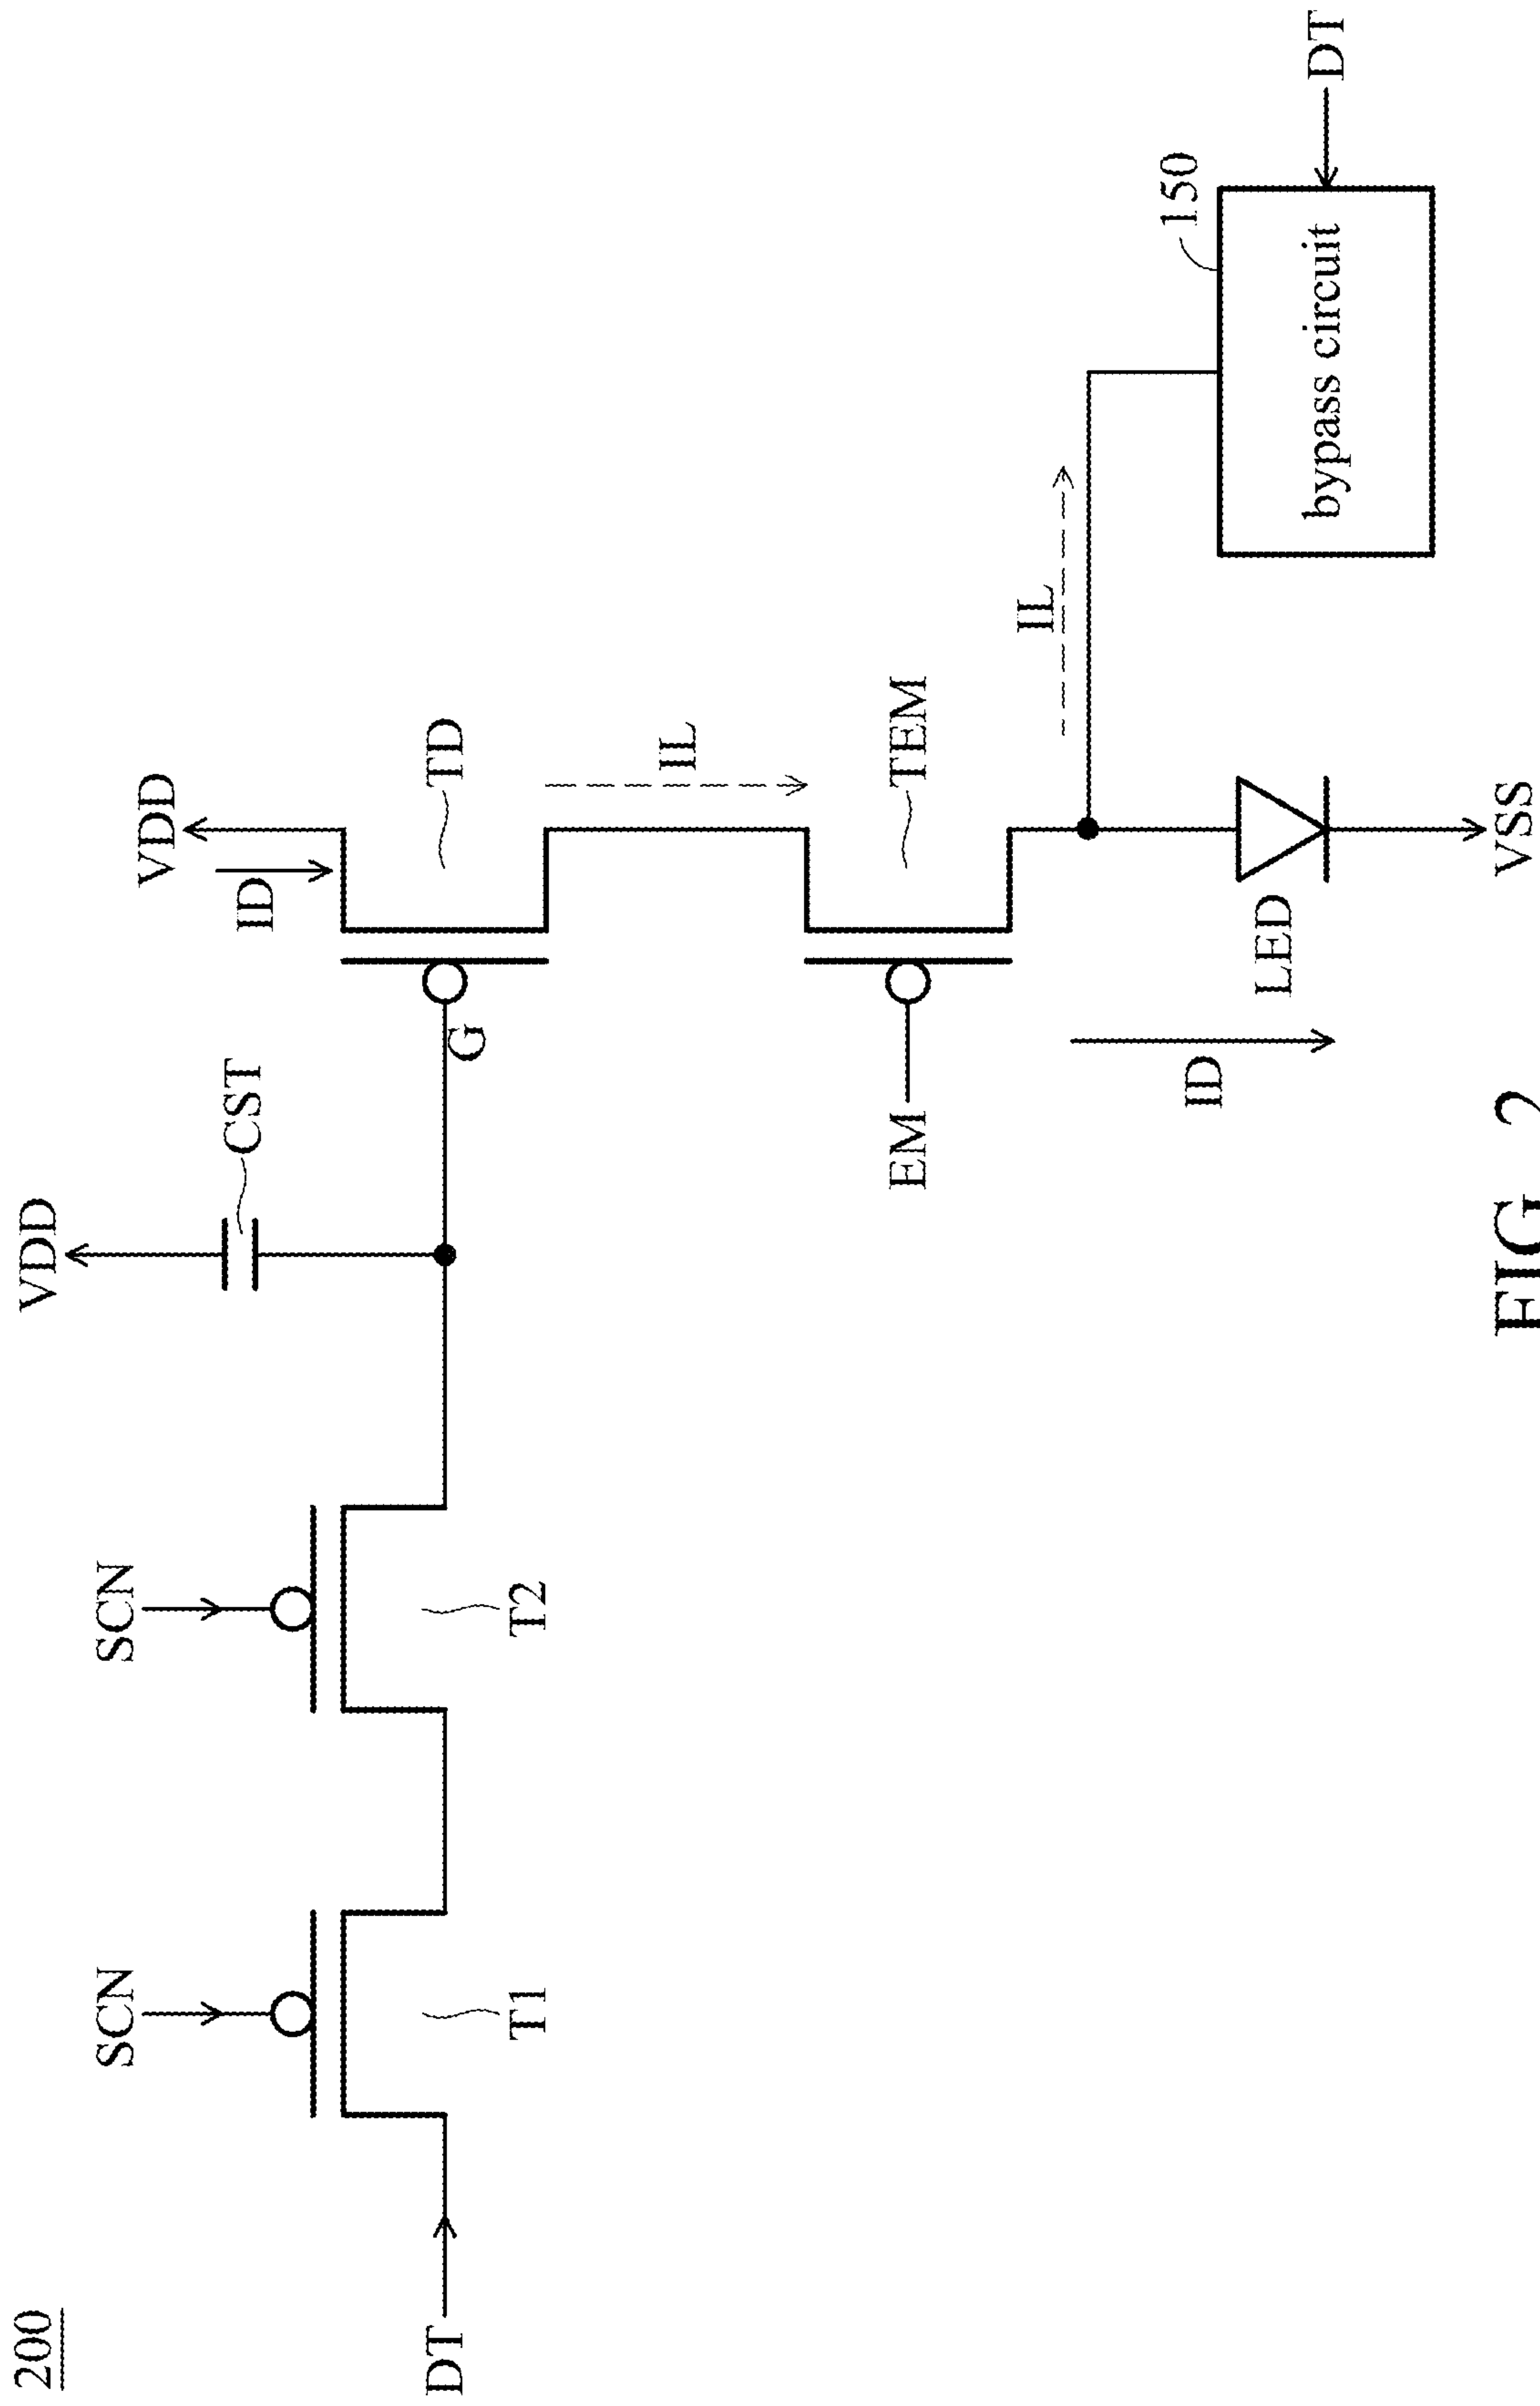 200
VDD
SCN
SCN
VDD
CST
ID
DT
G
TD
T1
T2
IL
EM
TEM
IL
150
ID
LED
bypass circuit
DT
VSS
FIG 2